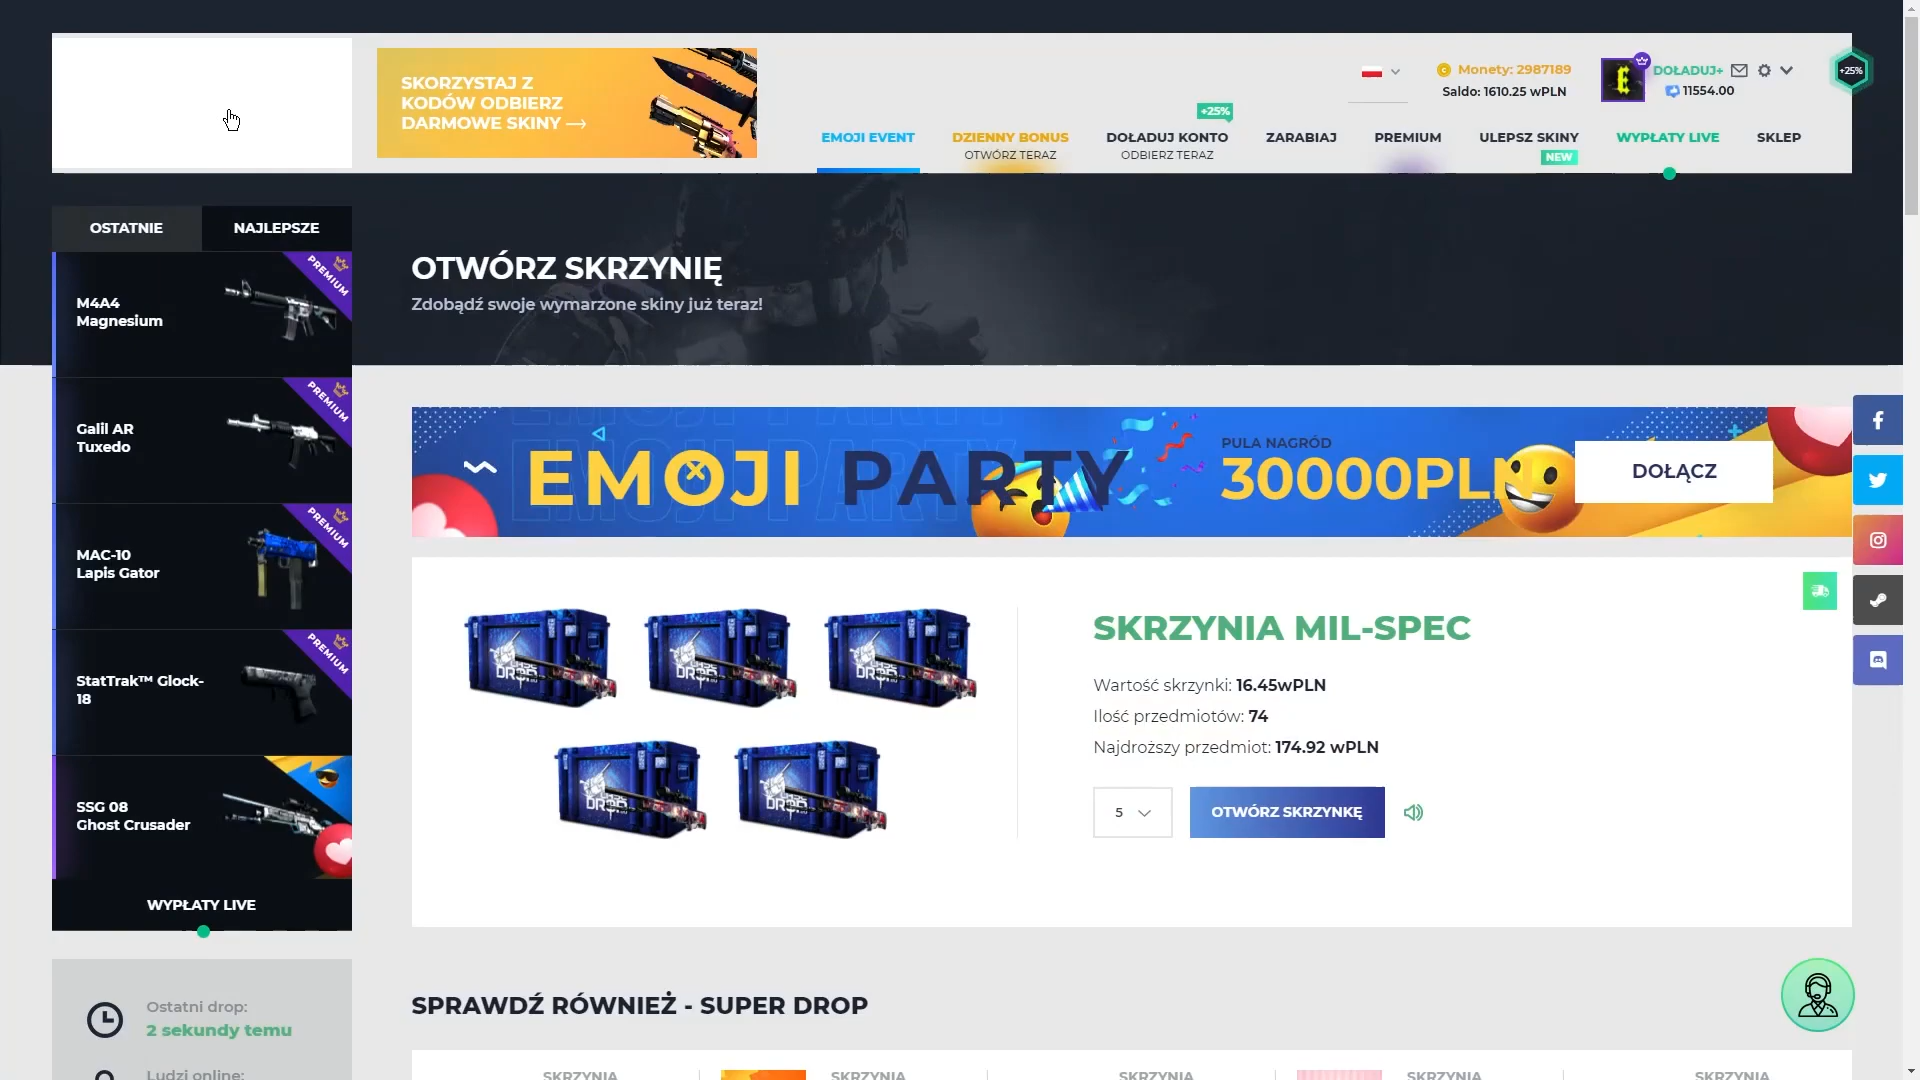 SKORZYSTAJ Z
KODÓW ODBIERZ
DARMOWE SKINY
Monety: 2987189
Saldo: 1610.25 wPLN
DOŁADUJ+
11554.00
+25%
+25%
EMOJI EVENT
DZIENNY BONUS
OTWÓRZ TERAZ
DOŁADUJ KONTO
ODBIERZ TERAZ
ZARABIAJ
PREMIUM
ULEPSZ SKINY
NEW
WYPŁATY LIVE
SKLEP
OSTATNIE
NAJLEPSZE
OTWÓRZ SKRZYNIĘ
Zdobądź swoje wymarzone skiny już teraz!
PREMIUM
M4A4
Magnesium
PREMIUM
Galil AR
Tuxedo
PREMIUM
MAC-10
Lapis Gator
PREMIUM
StatTrak™ Glock-
18
SSG 08
Ghost Crusader
WYPŁATY LIVE
Ostatni drop:
2 sekundy temu
Ludzi online:
EMOJI PARTY
PULA NAGRÓD
30000PLN
DOŁĄCZ
SKRZYNIA MIL-SPEC
Wartość skrzynki: 16.45wPLN
Ilość przedmiotów: 74
Najdroższy przedmiot: 174.92 wPLN
5
OTWÓRZ SKRZYNKĘ
SPRAWDŹ RÓWNIEŻ - SUPER DROP
SKRZYNIA
SKRZYNIA
SKRZYNIA
SKRZYNIA
SKRZYNIA